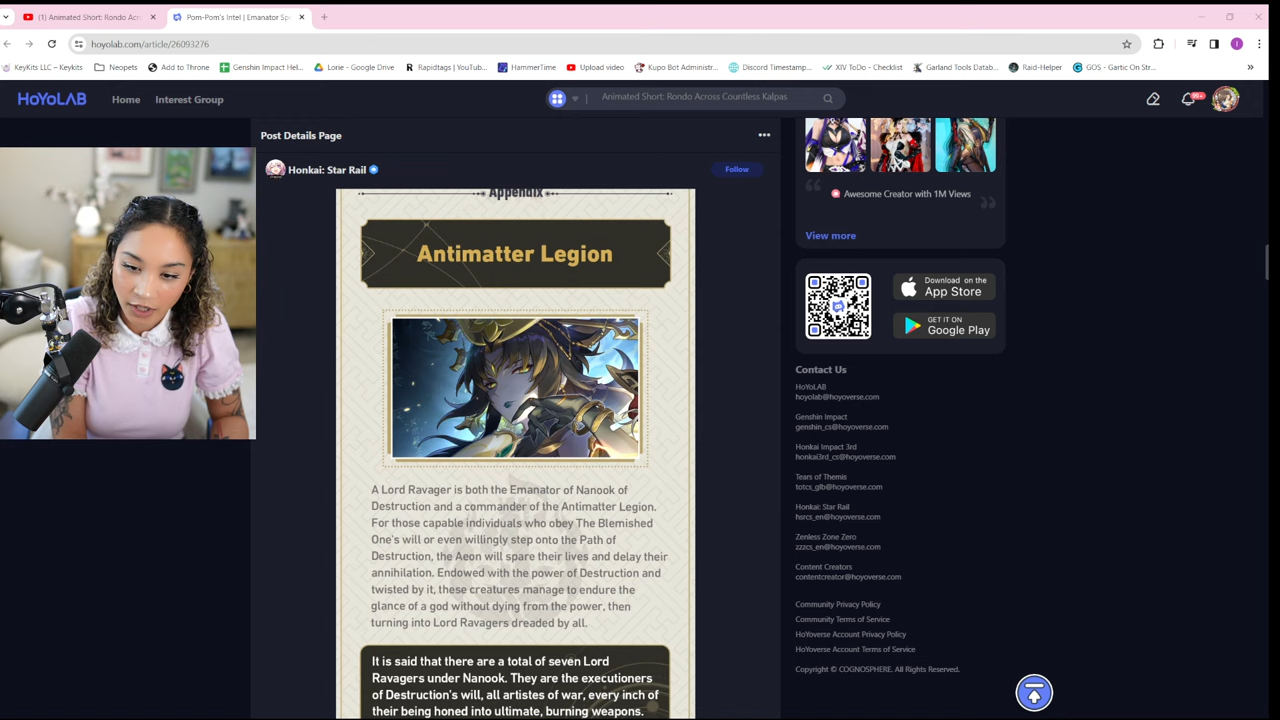 (1) Animated Short: Rondo Acr
Pom-Pom's Intel | Emanator Sp
hoyolab.com/article/26093276
KeyKits LLC – Keykits
Neopets
Add to Throne
Genshin Impact Hel...
Lorie - Google Drive
Rapidtags | YouTub...
HammerTime
Upload video
Kupo Bot Administr...
Discord Timestamp...
XIV ToDo - Checklist
Garland Tools Datab...
Raid-Helper
GOS - Gartic On Str...
HoYoLAB
Home
Interest Group
Animated Short: Rondo Across Countless Kalpas
99+
Post Details Page
Honkai: Star Rail
Follow
Appendix
Antimatter Legion
A Lord Ravager is both the Emanator of Nanook of
Destruction and a commander of the Antimatter Legion.
For those capable individuals who obey The Blemished
One's will or even willingly step onto the Path of
Destruction, the Aeon will spare their lives and delay their
annihilation. Endowed with the power of Destruction and
twisted by it, these creatures manage to endure the
glance of a god without dying from the power, then
turning into Lord Ravagers dreaded by all.
It is said that there are a total of seven Lord
Ravagers under Nanook. They are the executioners
of Destruction's will, all artistes of war, every inch of
their being honed into ultimate, burning weapons.
Awesome Creator with 1M Views
View more
Download on the
App Store
GET IT ON
Google Play
Contact Us
HoYoLAB
hoyolab@hoyoverse.com
Genshin Impact
genshin_cs@hoyoverse.com
Honkai Impact 3rd
honkai3rd_cs@hoyoverse.com
Tears of Themis
totcs_glb@hoyoverse.com
Honkai: Star Rail
hsrcs_en@hoyoverse.com
Zenless Zone Zero
zzzcs_en@hoyoverse.com
Content Creators
contentcreator@hoyoverse.com
Community Privacy Policy
Community Terms of Service
HoYoverse Account Privacy Policy
HoYoverse Account Terms of Service
Copyright © COGNOSPHERE. All Rights Reserved.